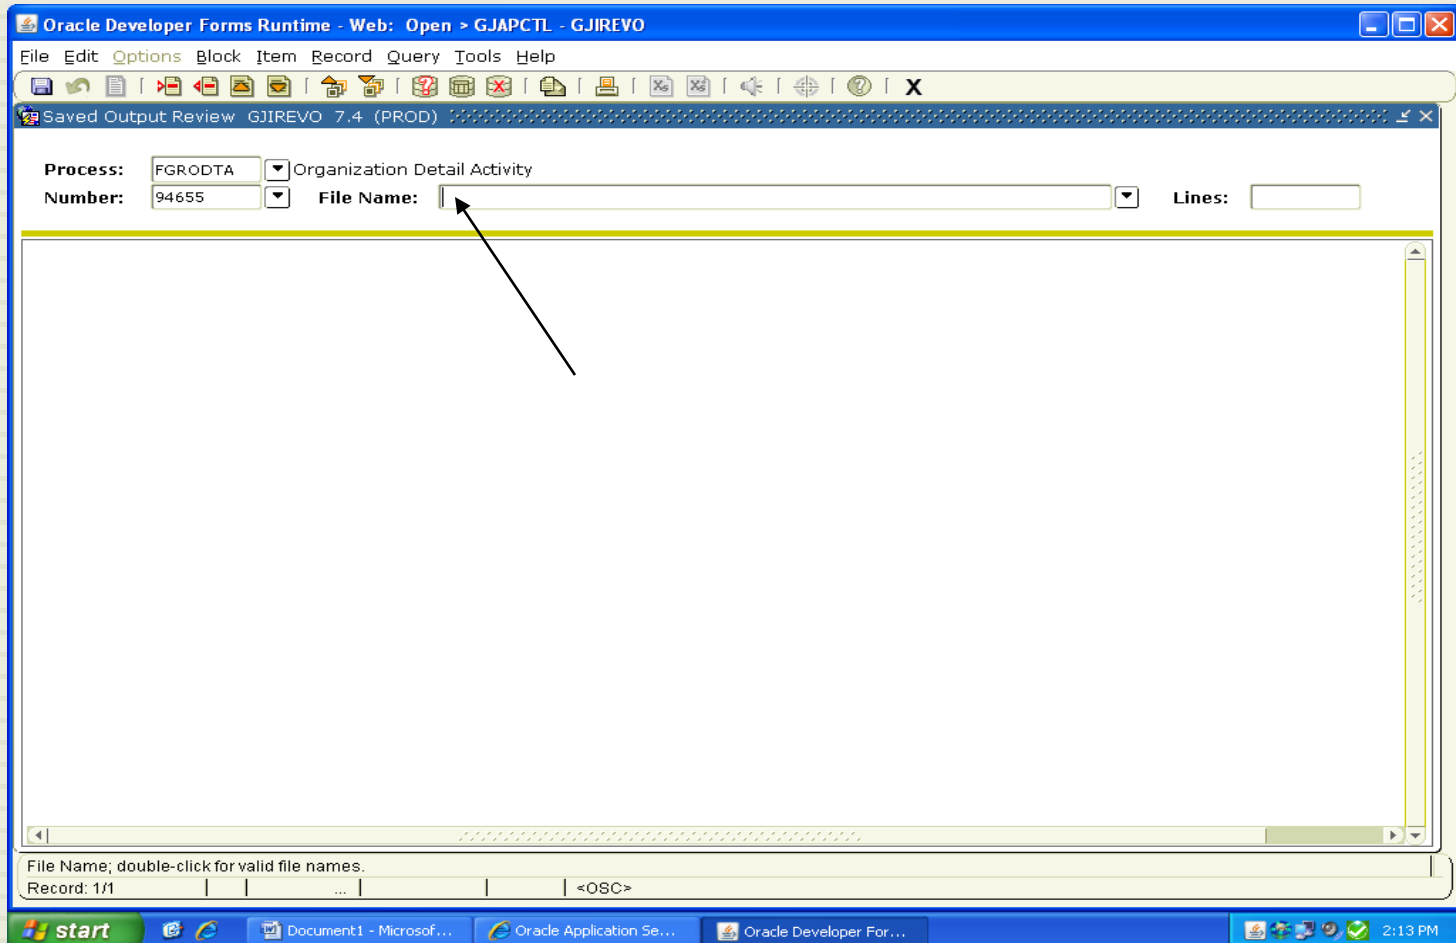 Oracle Developer Forms Runtime - Web: Open > GJAPCTL - GJIREVO
File Edit Options Block Item Record Query Tools Help
X
Saved Output Review GJIREVO 7.4 (PROD)
Process: FGRODTA Organization Detail Activity
Number: 94655 File Name: Lines:
File Name; double-click for valid file names.
Record: 1/1 ... <OSC>
start Document1 - Microsof... Oracle Application Se... Oracle Developer For... 2:13 PM